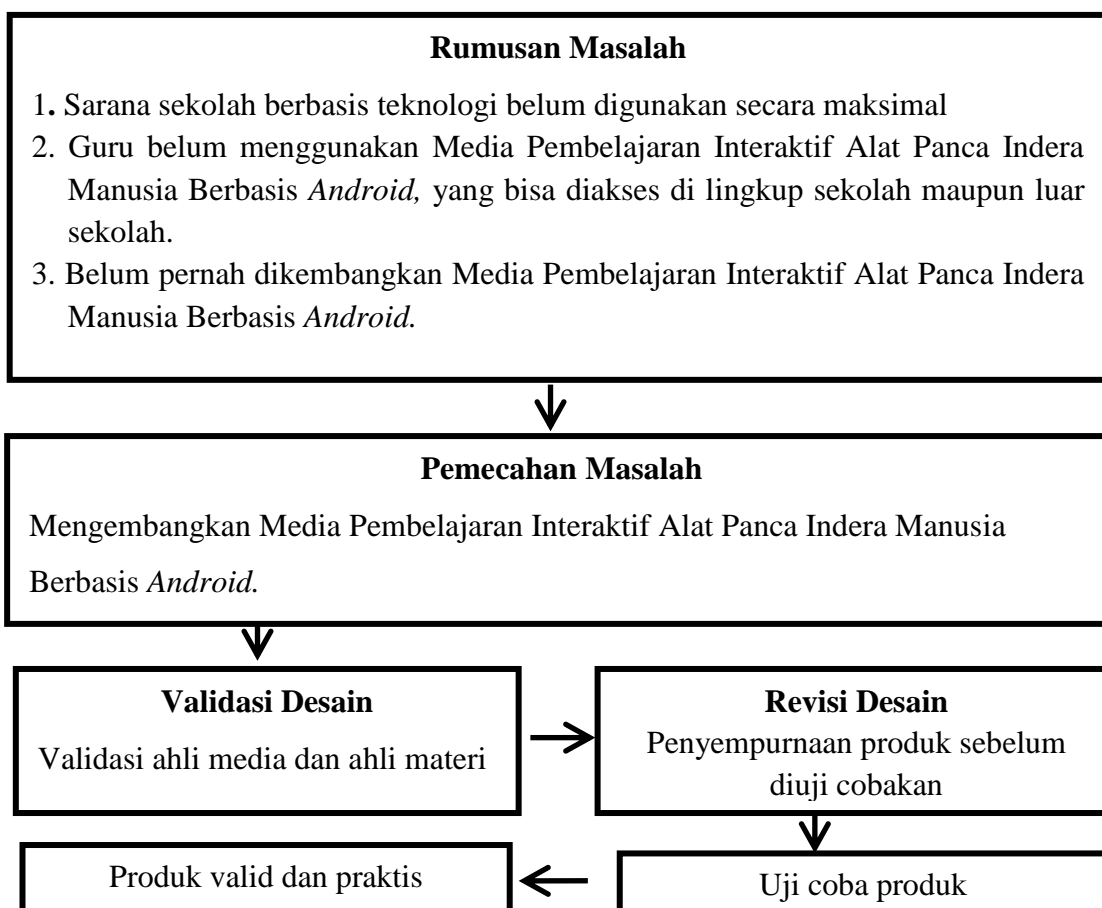 Rumusan Masalah
1. Sarana sekolah berbasis teknologi belum digunakan secara maksimal
2. Guru belum menggunakan Media Pembelajaran Interaktif Alat Panca Indera
Manusia Berbasis Android, yang bisa diakses di lingkup sekolah maupun luar
sekolah.
3. Belum pernah dikembangkan Media Pembelajaran Interaktif Alat Panca Indera
Manusia Berbasis Android.
Pemecahan Masalah
Mengembangkan Media Pembelajaran Interaktif Alat Panca Indera Manusia
Berbasis Android.
Validasi Desain
Validasi ahli media dan ahli materi
Revisi Desain
Penyempurnaan produk sebelum
diuji cobakan
Produk valid dan praktis
Uji coba produk